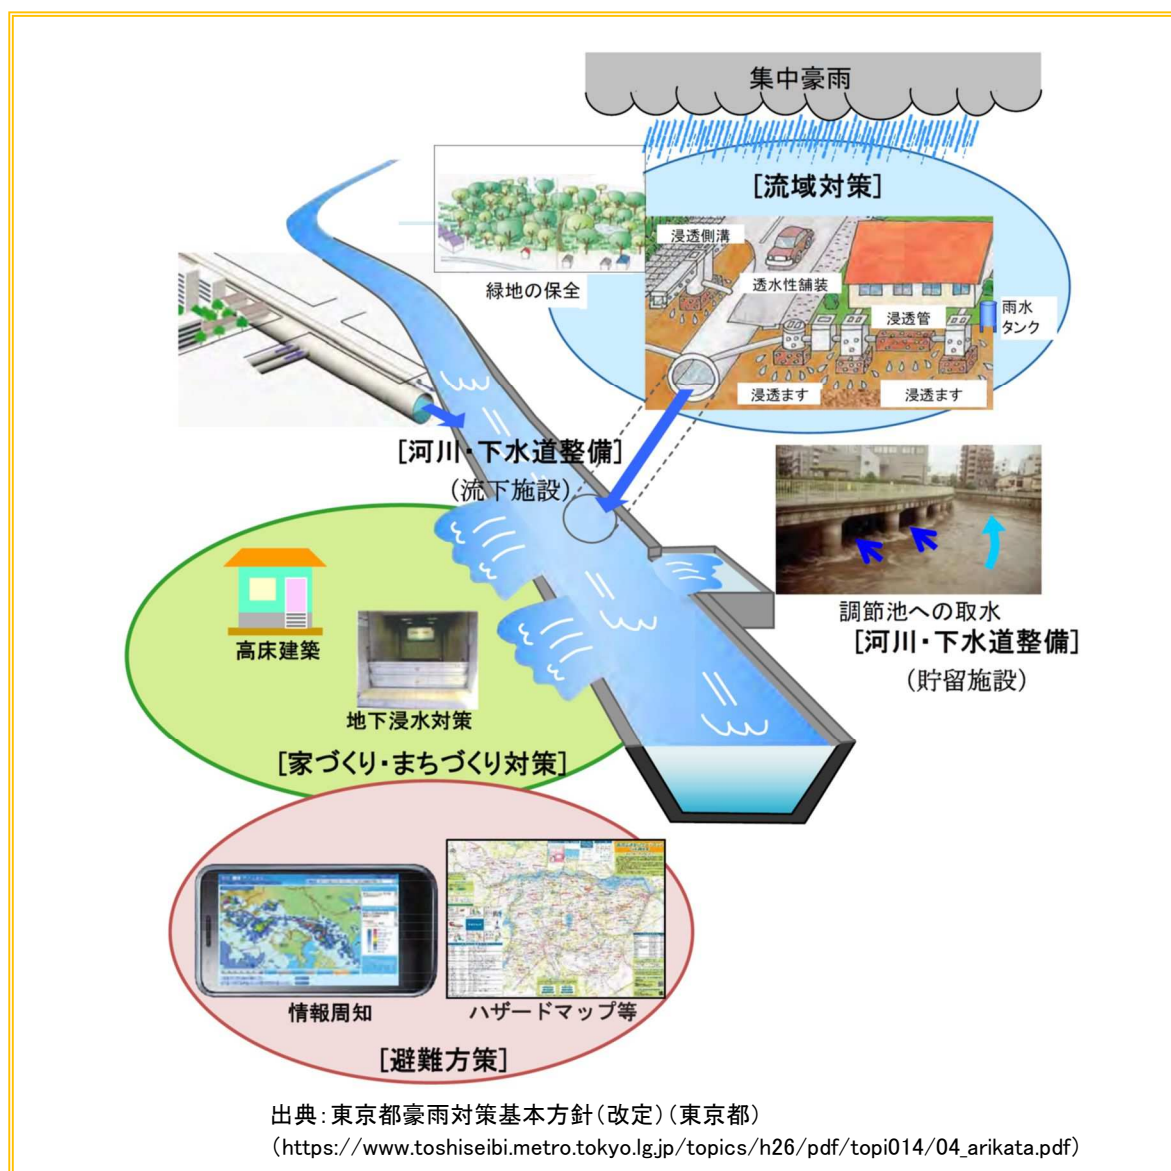 集中豪雨
[流域対策]
浸透側溝
透水性舗装
緑地の保全
浸透管
雨水
タンク
浸透ます
浸透ます
[河川・下水道整備]
(流下施設)
調節池への取水
[河川・下水道整備]
(貯留施設)
高床建築
地下浸水対策
[家づくり・まちづくり対策]
情報周知
ハザードマップ等
[避難方策]
出典:東京都豪雨対策基本方針(改定)(東京都)
(https://www.toshiseibi.metro.tokyo.lg.jp/topics/h26/pdf/topi014/04_arikata.pdf)